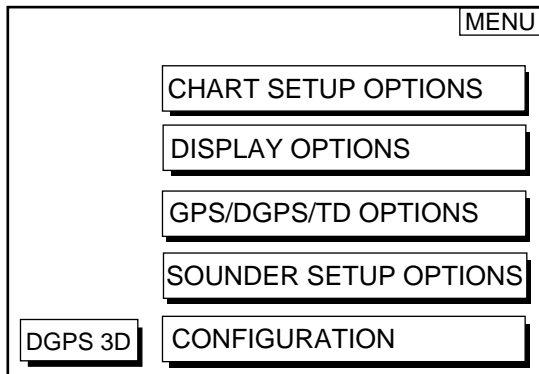 MENU
CHART SETUP OPTIONS
DISPLAY OPTIONS
GPS/DGPS/TD OPTIONS
SOUNDER SETUP OPTIONS
DGPS 3D
CONFIGURATION